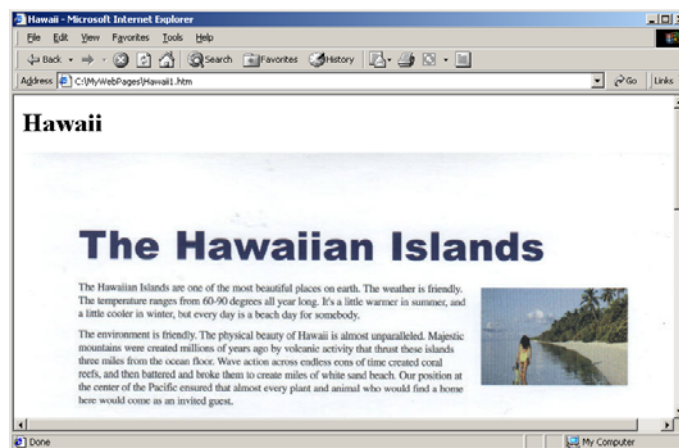 Hawaii - Microsoft Internet Explorer
File Edit View Favorites Tools Help
Back Search Favorites History
Address C:\MyWebPages\Hawaii1.htm Go Links
Hawaii
The Hawaiian Islands
The Hawaiian Islands are one of the most beautiful places on earth. The weather is friendly.
The temperature ranges from 60-90 degrees all year long. It's a little warmer in summer, and
a little cooler in winter, but every day is a beach day for somebody.
The environment is friendly. The physical beauty of Hawaii is almost unparalleled. Majestic
mountains were created millions of years ago by volcanic activity that thrust these islands
three miles from the ocean floor. Wave action across endless eons of time created coral
reefs, and then battered and broke them to create miles of white sand beach. Our position at
the center of the Pacific ensured that almost every plant and animal who would find a home
here would come as an invited guest.
Done My Computer